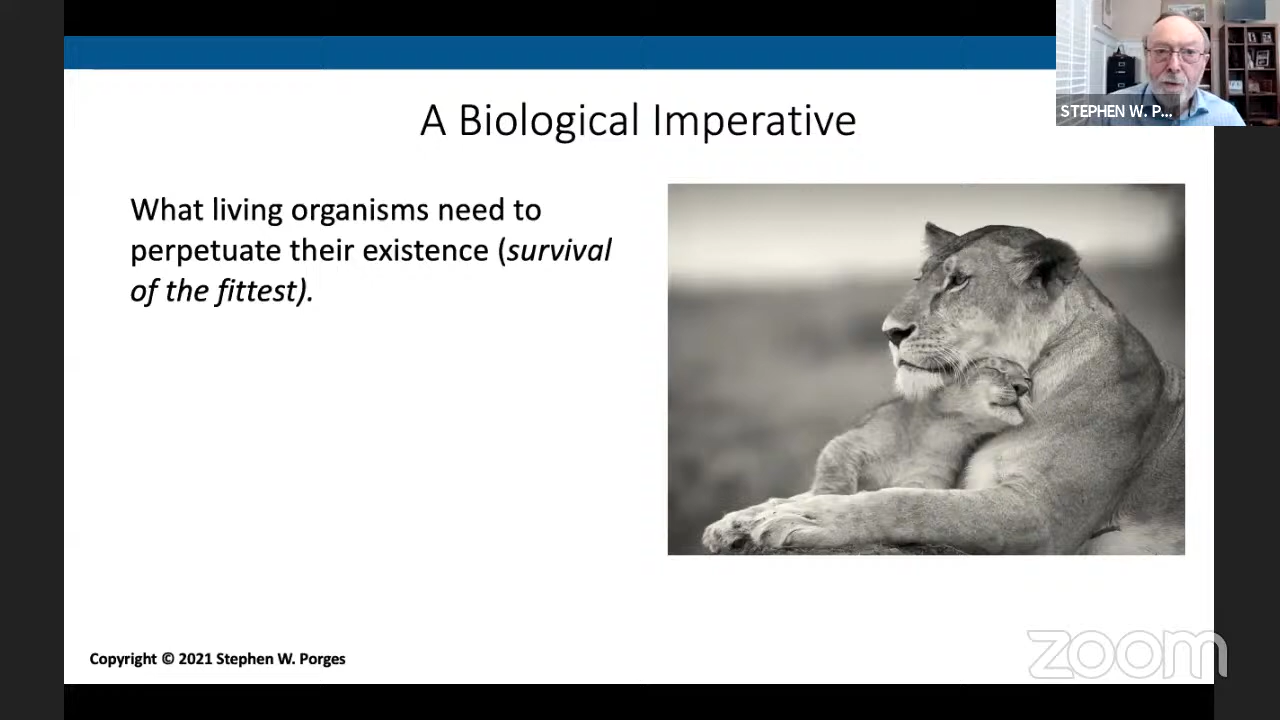 STEPHEN W. P...
A Biological Imperative
What living organisms need to
perpetuate their existence (survival
of the fittest).
Copyright © 2021 Stephen W. Porges
zoom